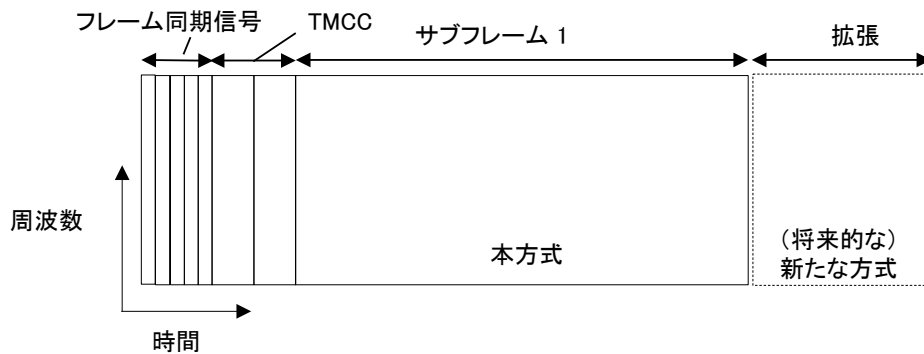 フレーム同期信号
TMCC
サブフレーム 1
拡張
周波数
本方式
(将来的な)
新たな方式
時間